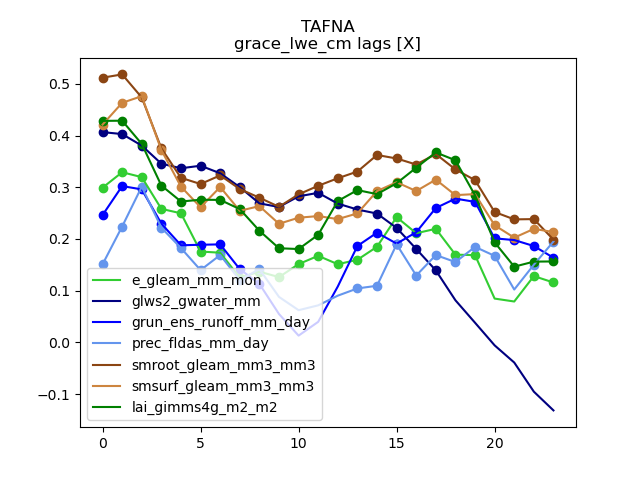 TAFNA
grace_lwe_cm lags [X]
0.5
0.4
0.3
0.2
0.1
0.0
−0.1
e_gleam_mm_mon
glws2_gwater_mm
grun_ens_runoff_mm_day
prec_fldas_mm_day
smroot_gleam_mm3_mm3
smsurf_gleam_mm3_mm3
lai_gimms4g_m2_m2
0 5 10 15 20